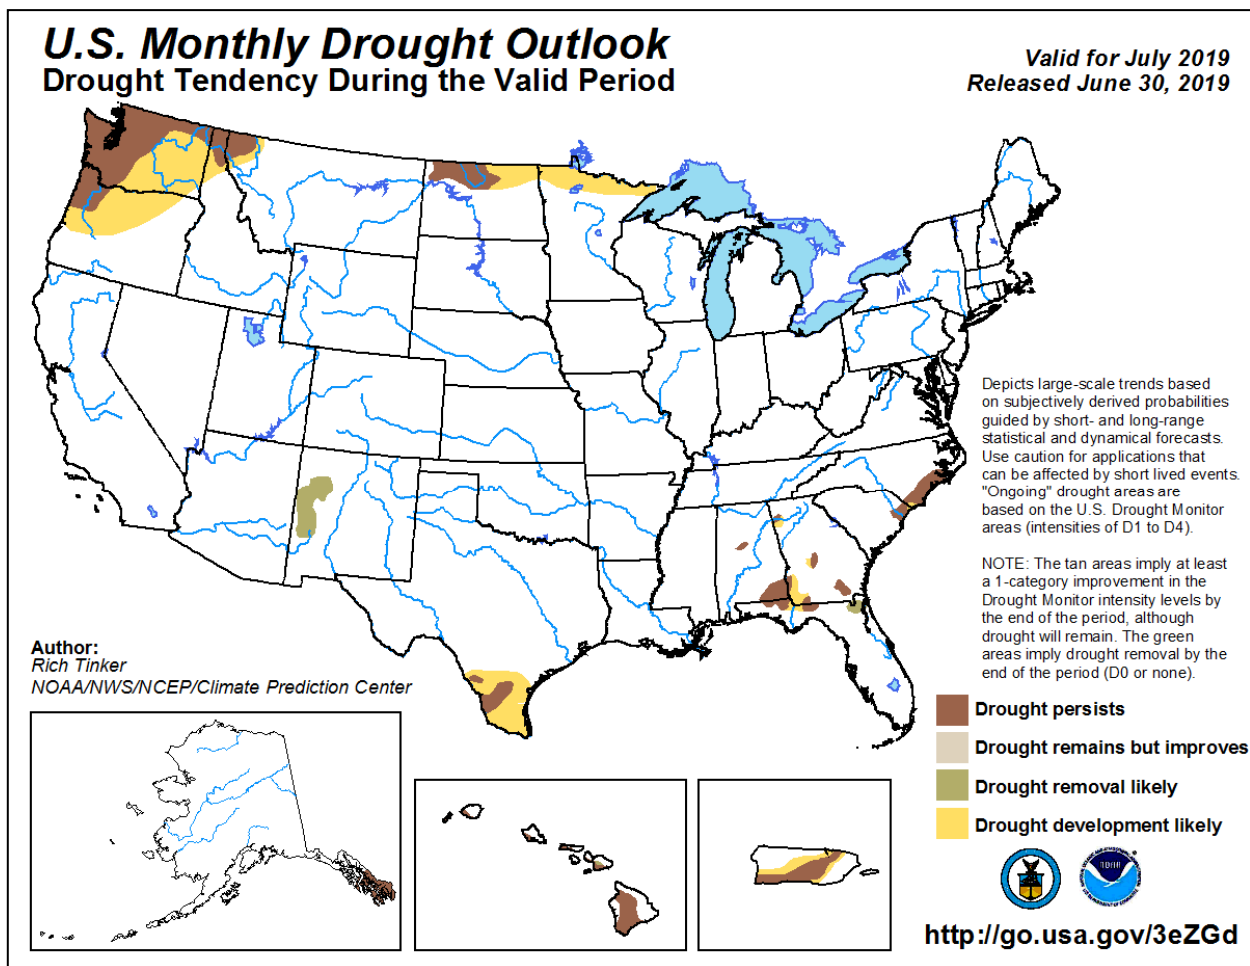 U.S. Monthly Drought Outlook
Drought Tendency During the Valid Period
Valid for July 2019
Released June 30, 2019
Depicts large-scale trends based
on subjectively derived probabilities
guided by short- and long-range
statistical and dynamical forecasts.
Use caution for applications that
can be affected by short lived events.
"Ongoing" drought areas are
based on the U.S. Drought Monitor
areas (intensities of D1 to D4).
NOTE: The tan areas imply at least
a 1-category improvement in the
Drought Monitor intensity levels by
the end of the period, although
drought will remain. The green
areas imply drought removal by the
end of the period (D0 or none).
Author:
Rich Tinker
NOAA/NWS/NCEP/Climate Prediction Center
Drought persists
Drought remains but improves
Drought removal likely
Drought development likely
http://go.usa.gov/3eZGd